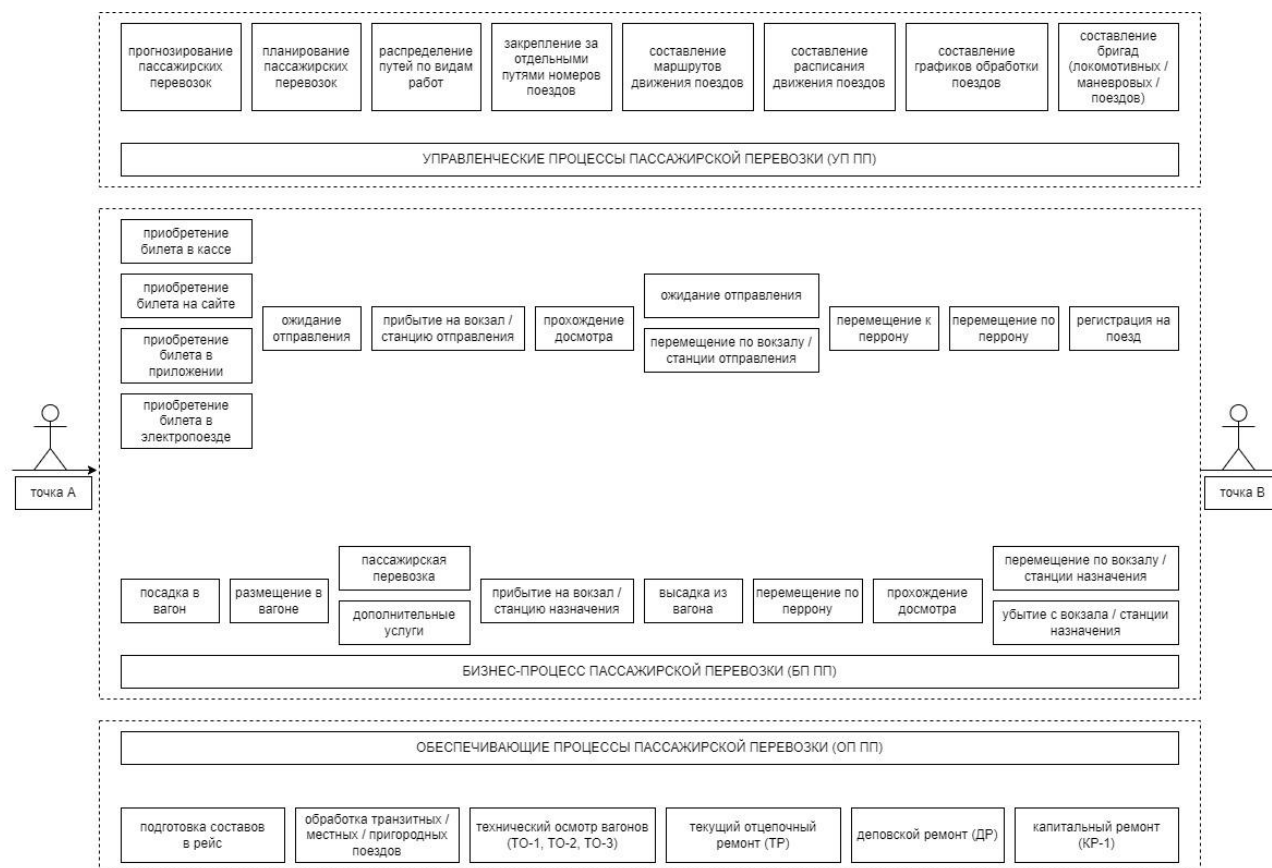 прогнозирование
пассажирских
перевозок
планирование
пассажирских
перевозок
распределение
путей по видам
работ
закрепление за
отдельными
путями номеров
поездов
составление
маршрутов
движения поездов
составление
расписания
движения поездов
составление
графиков обработки
поездов
составление
бригад
(локомотивных /
маневровых /
поездов)
УПРАВЛЕНЧЕСКИЕ ПРОЦЕССЫ ПАССАЖИРСКОЙ ПЕРЕВОЗКИ (УП ПП)
приобретение
билета в кассе
приобретение
билета на сайте
приобретение
билета в
приложении
приобретение
билета в
электропоезде
ожидание
отправления
прибытие на вокзал /
станцию отправления
прохождение
досмотра
ожидание отправления
перемещение по вокзалу /
станции отправления
перемещение к
перрону
перемещение по
перрону
регистрация на
поезд
точка А
точка В
посадка в
вагон
размещение в
вагоне
пассажирская
перевозка
дополнительные
услуги
прибытие на вокзал /
станцию назначения
высадка из
вагона
перемещение по
перрону
прохождение
досмотра
перемещение по вокзалу /
станции назначения
убытие с вокзала / станции
назначения
БИЗНЕС-ПРОЦЕСС ПАССАЖИРСКОЙ ПЕРЕВОЗКИ (БП ПП)
ОБЕСПЕЧИВАЮЩИЕ ПРОЦЕССЫ ПАССАЖИРСКОЙ ПЕРЕВОЗКИ (ОП ПП)
подготовка составов
в рейс
обработка транзитных /
местных / пригородных
поездов
технический осмотр вагонов
(ТО-1, ТО-2, ТО-3)
текущий отцепочный
ремонт (ТР)
деповской ремонт (ДР)
капитальный ремонт
(КР-1)